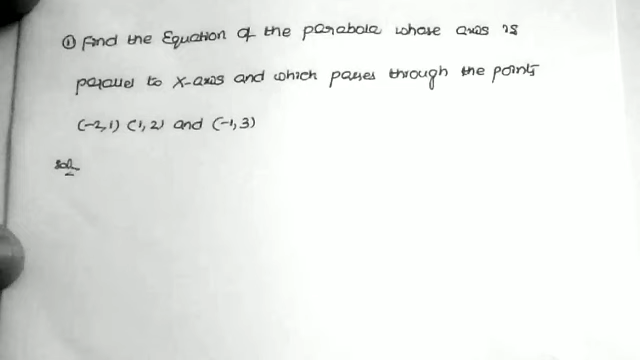 ① Find the Equation of the parabola whose axis is
parallel to X-axis and which passes through the points
(-2,1) (1,2) and (-1,3)
Sol